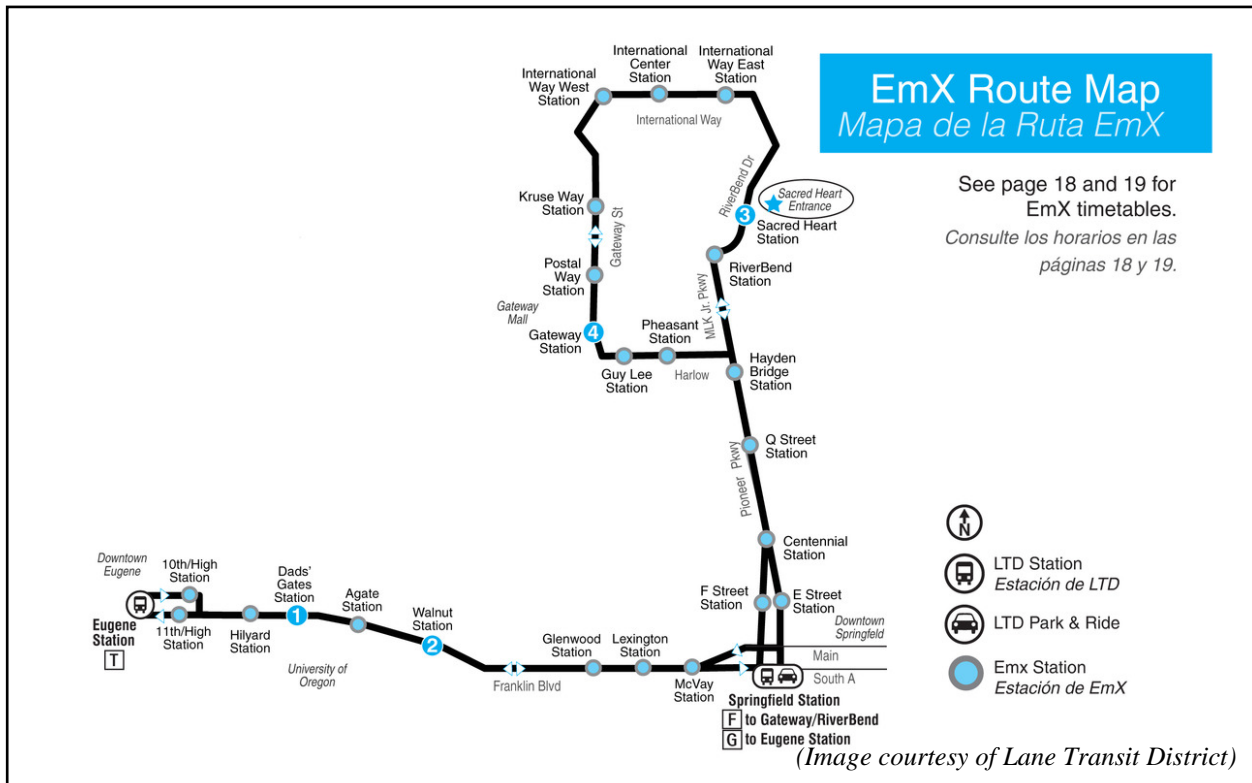 International
Way West
Station
International
Center
Station
International
Way East
Station
International Way
EmX Route Map
Mapa de la Ruta EmX
See page 18 and 19 for
EmX timetables.
Consulte los horarios en las
páginas 18 y 19.
Kruse Way
Station
Gateway St
Postal
Way
Station
Gateway
Mall
4
Gateway
Station
RiverBend Dr
Sacred Heart
Entrance
3
Sacred Heart
Station
RiverBend
Station
MLK Jr. Pkwy
Pheasant
Station
Guy Lee
Station
Harlow
Hayden
Bridge
Station
Q Street
Station
Pioneer Pkwy
Centennial
Station
F Street
Station
E Street
Station
Downtown
Springfeld
Main
South A
Downtown
Eugene
10th/High
Station
Eugene
Station
T
11th/High
Station
Hilyard
Station
Dads'
Gates
Station
1
Agate
Station
University of
Oregon
Walnut
Station
2
Franklin Blvd
Glenwood
Station
Lexington
Station
McVay
Station
Springfield Station
F to Gateway/RiverBend
G to Eugene Station
N
LTD Station
Estación de LTD
LTD Park & Ride
Emx Station
Estación de EmX
(Image courtesy of Lane Transit District)